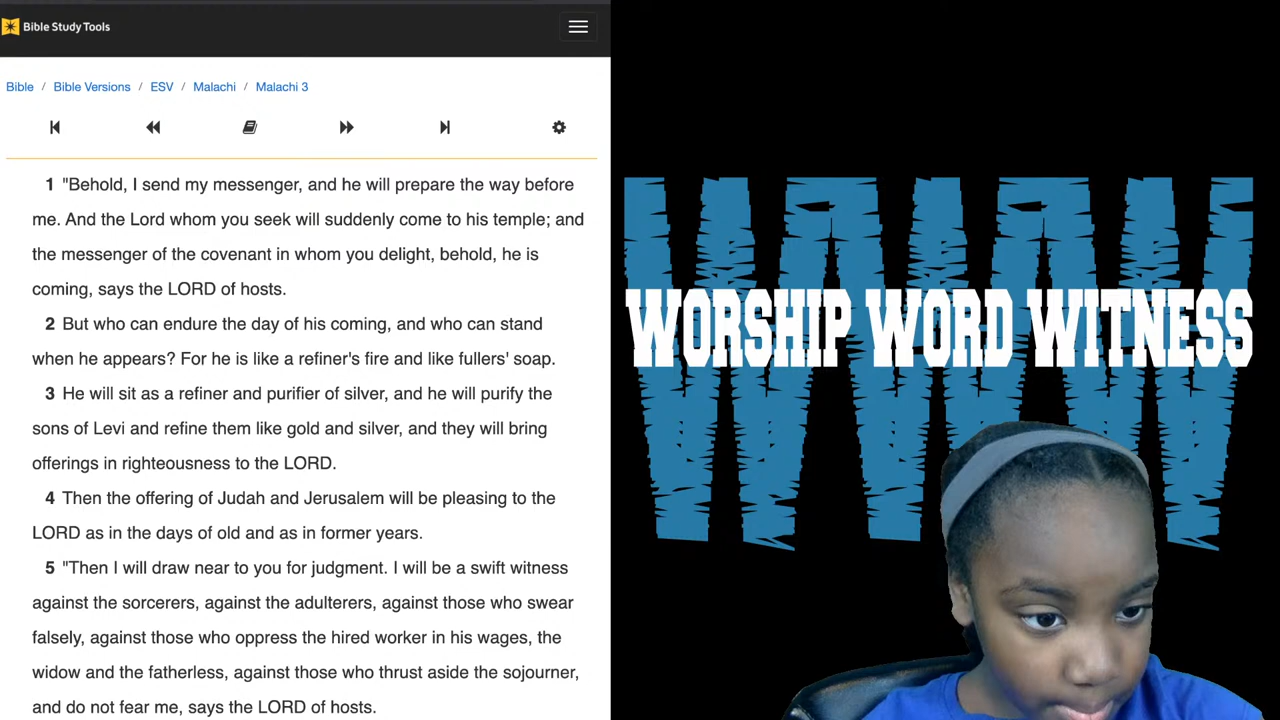 Bible Study Tools
Bible / Bible Versions / ESV / Malachi / Malachi 3
1 "Behold, I send my messenger, and he will prepare the way before
me. And the Lord whom you seek will suddenly come to his temple; and
the messenger of the covenant in whom you delight, behold, he is
coming, says the LORD of hosts.
2 But who can endure the day of his coming, and who can stand
when he appears? For he is like a refiner's fire and like fullers' soap.
3 He will sit as a refiner and purifier of silver, and he will purify the
sons of Levi and refine them like gold and silver, and they will bring
offerings in righteousness to the LORD.
4 Then the offering of Judah and Jerusalem will be pleasing to the
LORD as in the days of old and as in former years.
5 "Then I will draw near to you for judgment. I will be a swift witness
against the sorcerers, against the adulterers, against those who swear
falsely, against those who oppress the hired worker in his wages, the
widow and the fatherless, against those who thrust aside the sojourner,
and do not fear me, says the LORD of hosts.
WWW
WORSHIP WORD WITNESS